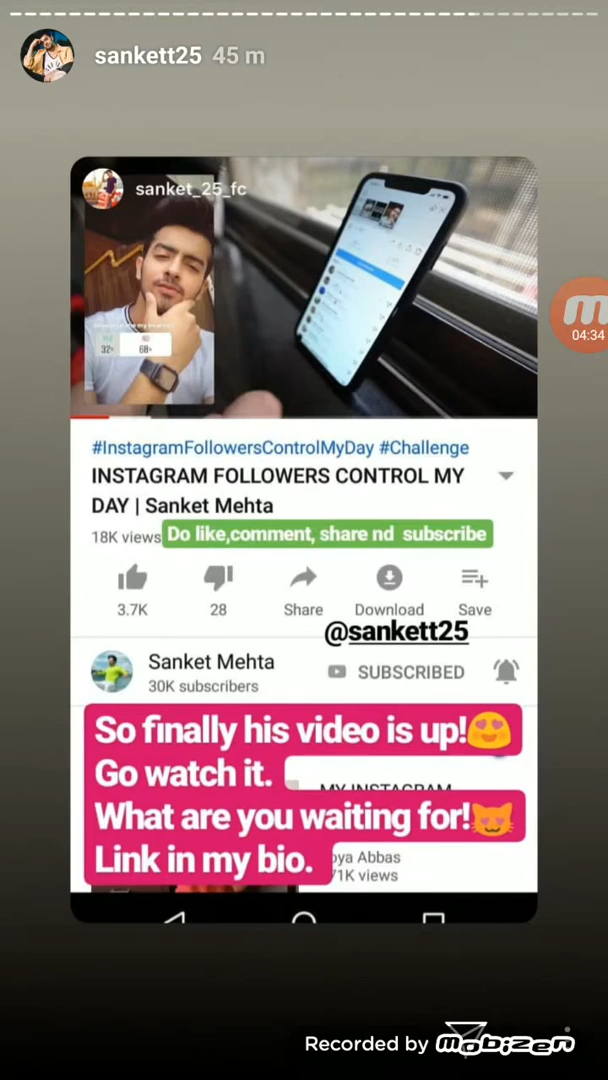 sankett25 45 m
sanket_25_fc
32%
68%
04:34
#InstagramFollowersControlMyDay #Challenge
INSTAGRAM FOLLOWERS CONTROL MY
DAY | Sanket Mehta
18K views
Do like,comment, share nd subscribe
3.7K
28
Share
Download
Save
@sankett25
Sanket Mehta
30K subscribers
SUBSCRIBED
So finally his video is up!😍
Go watch it.
MY INSTAGRAM
What are you waiting for!😻
Link in my bio.
Abbas
views
Recorded by mobizen